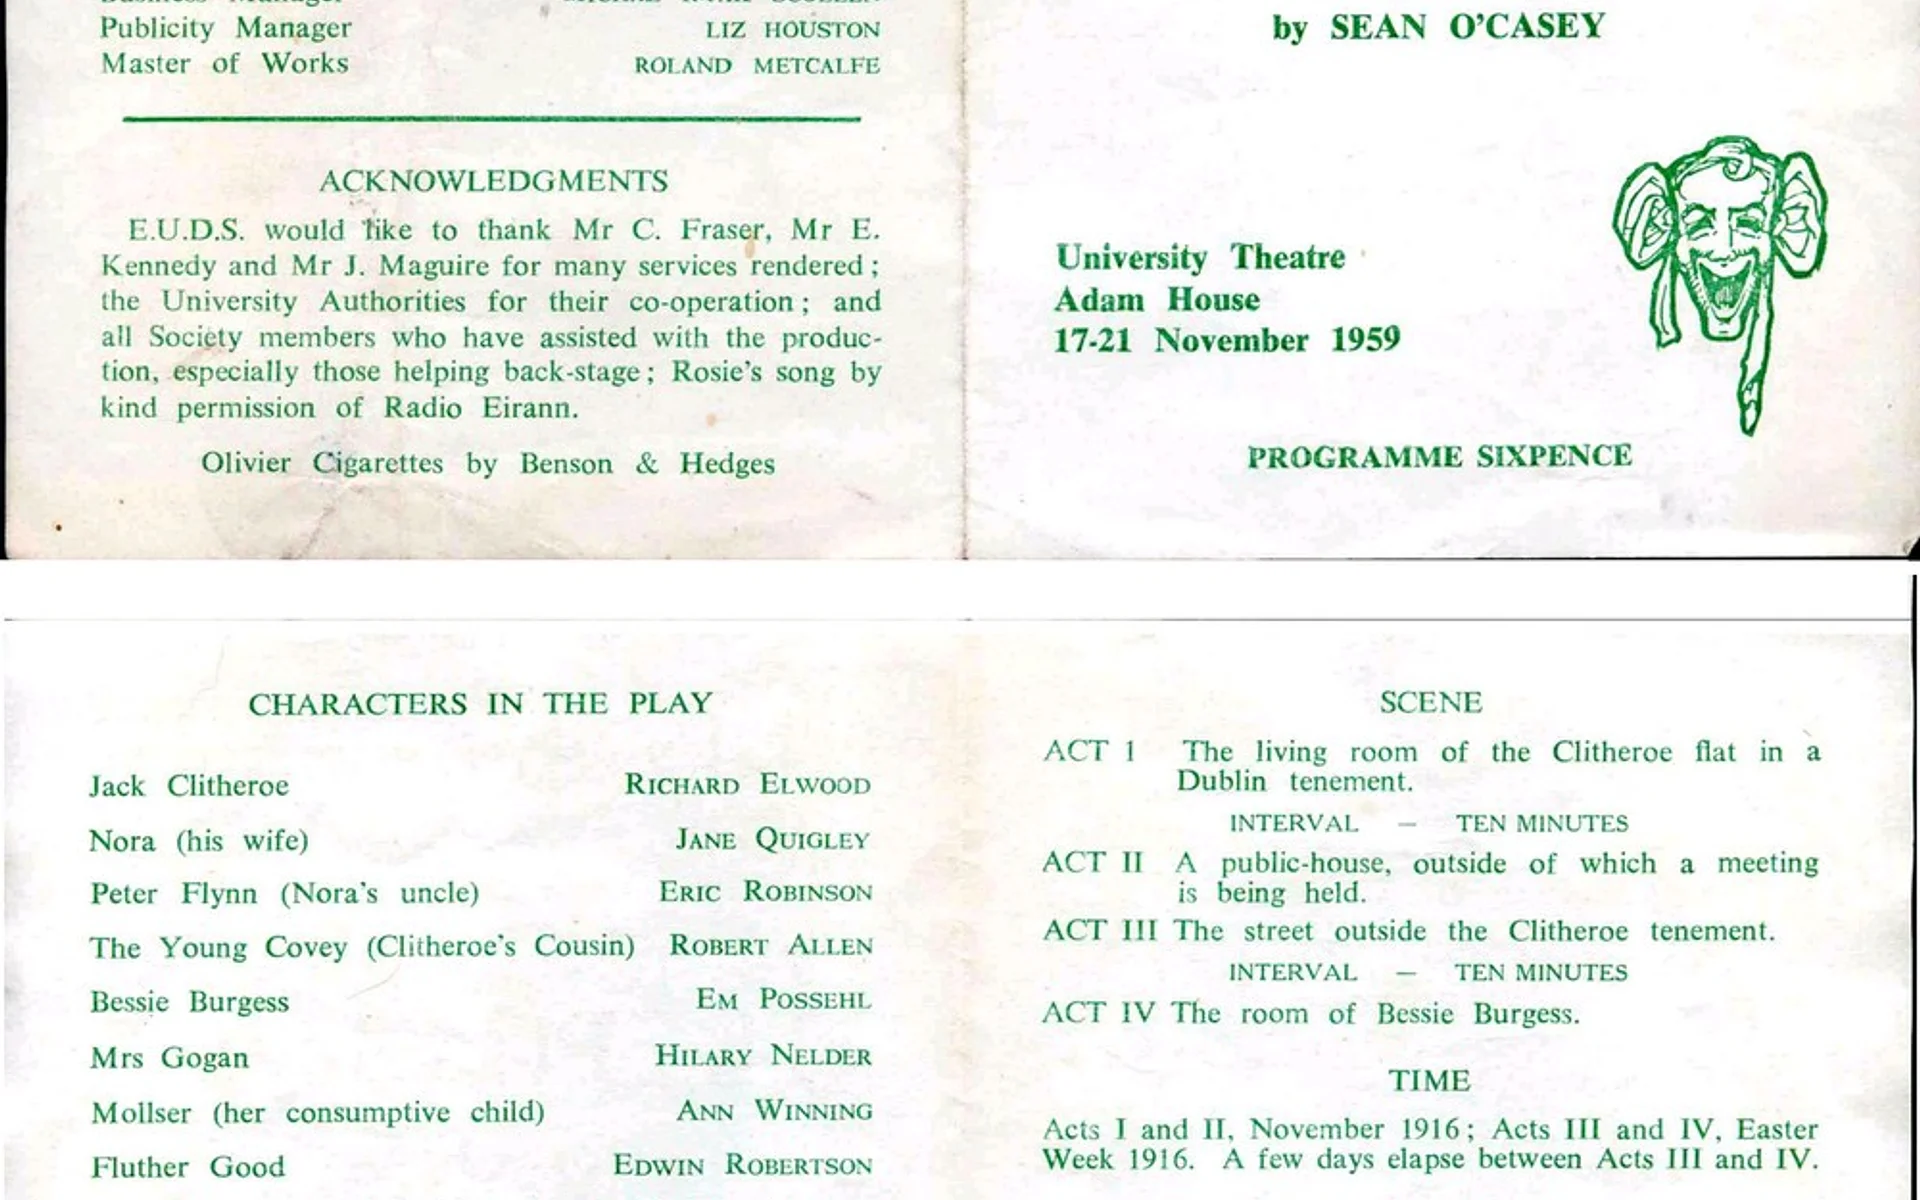 Publicity Manager LIZ HOUSTON
Master of Works ROLAND METCALFE
ACKNOWLEDGMENTS
E.U.D.S. would like to thank Mr C. Fraser, Mr E.
Kennedy and Mr J. Maguire for many services rendered;
the University Authorities for their co-operation; and
all Society members who have assisted with the produc-
tion, especially those helping back-stage; Rosie's song by
kind permission of Radio Eirann.
Olivier Cigarettes by Benson & Hedges
by SEAN O'CASEY
University Theatre
Adam House
17-21 November 1959
PROGRAMME SIXPENCE
CHARACTERS IN THE PLAY
Jack Clitheroe RICHARD ELWOOD
Nora (his wife) JANE QUIGLEY
Peter Flynn (Nora's uncle) ERIC ROBINSON
The Young Covey (Clitheroe's Cousin) ROBERT ALLEN
Bessie Burgess EM POSSEHL
Mrs Gogan HILARY NELDER
Mollser (her consumptive child) ANN WINNING
Fluther Good EDWIN ROBERTSON
SCENE
ACT I The living room of the Clitheroe flat in a
Dublin tenement.
INTERVAL — TEN MINUTES
ACT II A public-house, outside of which a meeting
is being held.
ACT III The street outside the Clitheroe tenement.
INTERVAL — TEN MINUTES
ACT IV The room of Bessie Burgess.
TIME
Acts I and II, November 1916; Acts III and IV, Easter
Week 1916. A few days elapse between Acts III and IV.